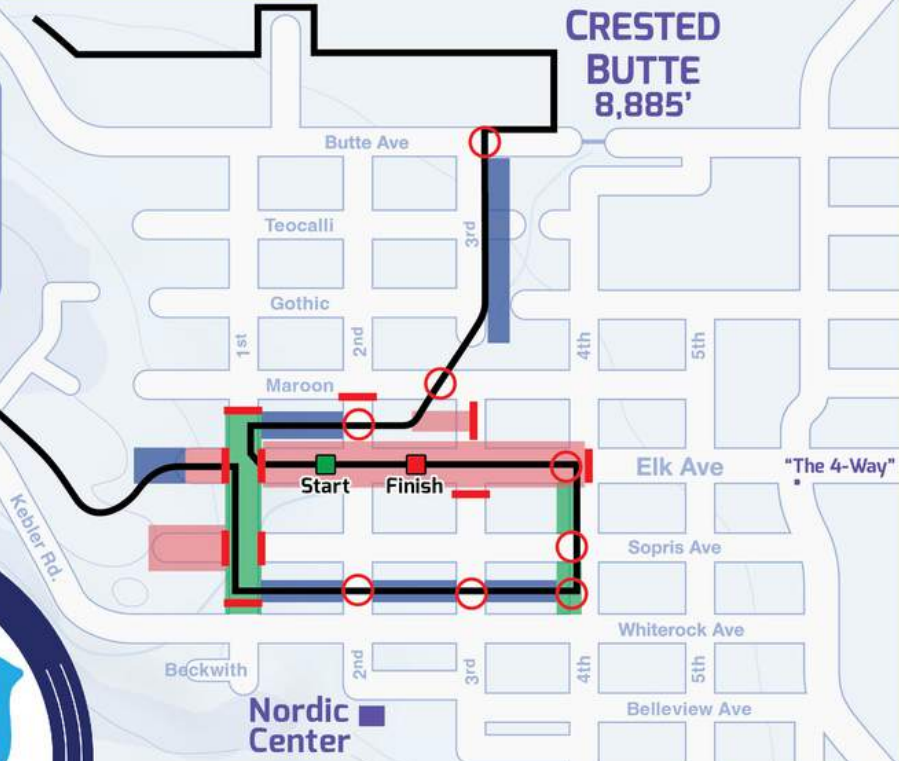 CRESTED
BUTTE
8,885’
Butte Ave
Teocalli
3rd
Gothic
1st
2nd
4th
5th
Maroon
Elk Ave
“The 4-Way”
Start
Finish
Kebler Rd.
Sopris Ave
Whiterock Ave
Beckwith
2nd
3rd
4th
5th
Nordic
Center
Belleview Ave